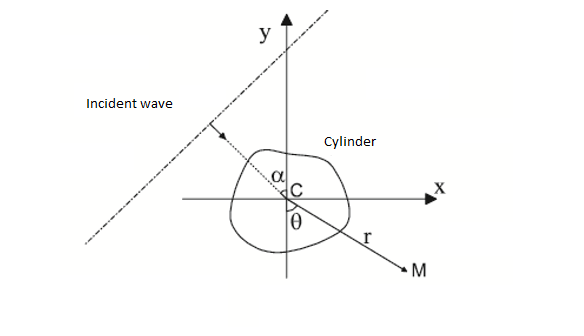 y
Incident wave
Cylinder
α
C
x
θ
r
M